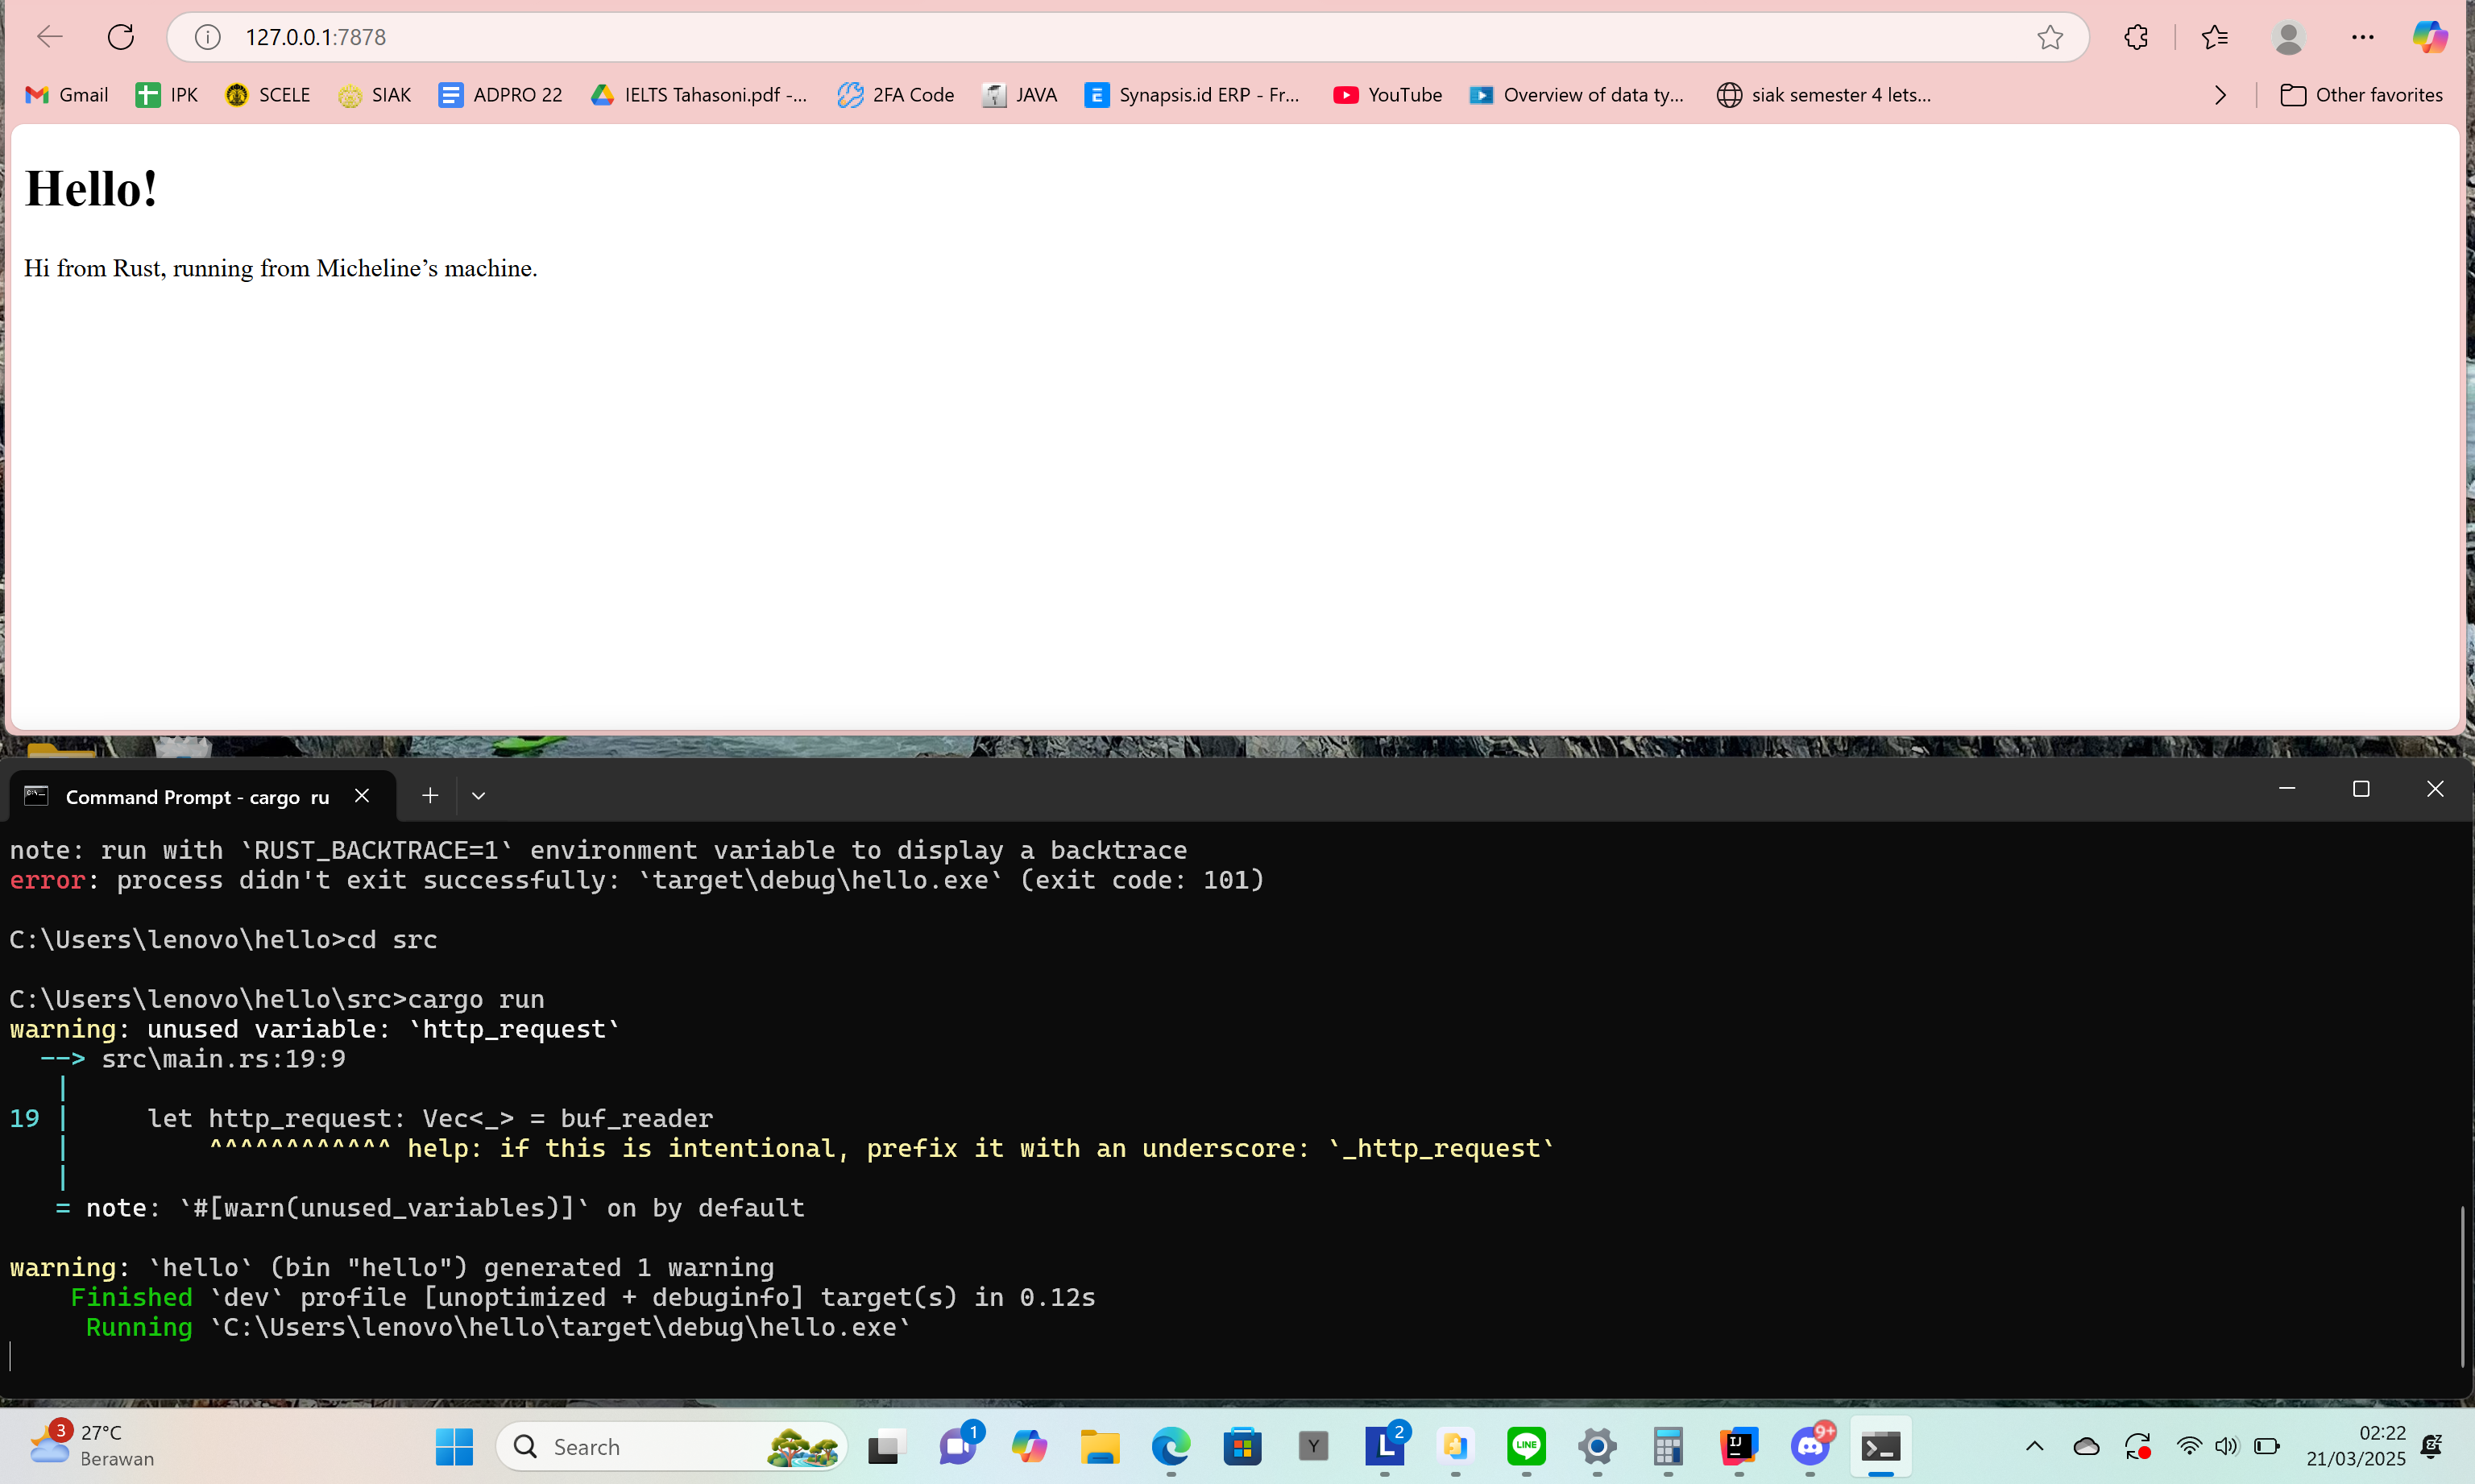 127.0.0.1:7878
Gmail IPK SCELE SIAK ADPRO 22 IELTS Tahasoni.pdf -... 2FA Code JAVA Synapsis.id ERP - Fr... YouTube Overview of data ty... siak semester 4 lets... Other favorites
Hello!
Hi from Rust, running from Micheline’s machine.
Command Prompt - cargo ru
note: run with `RUST_BACKTRACE=1` environment variable to display a backtrace
error: process didn't exit successfully: `target\debug\hello.exe` (exit code: 101)
C:\Users\lenovo\hello>cd src
C:\Users\lenovo\hello\src>cargo run
warning: unused variable: `http_request`
--> src\main.rs:19:9
|
19 |     let http_request: Vec<_> = buf_reader
|         ^^^^^^^^^^^^ help: if this is intentional, prefix it with an underscore: `_http_request`
|
= note: `#[warn(unused_variables)]` on by default
warning: `hello` (bin "hello") generated 1 warning
Finished `dev` profile [unoptimized + debuginfo] target(s) in 0.12s
Running `C:\Users\lenovo\hello\target\debug\hello.exe`
3 27°C
Berawan
Search
1
Y
L 2
LINE
IJ
9+
02:22
21/03/2025